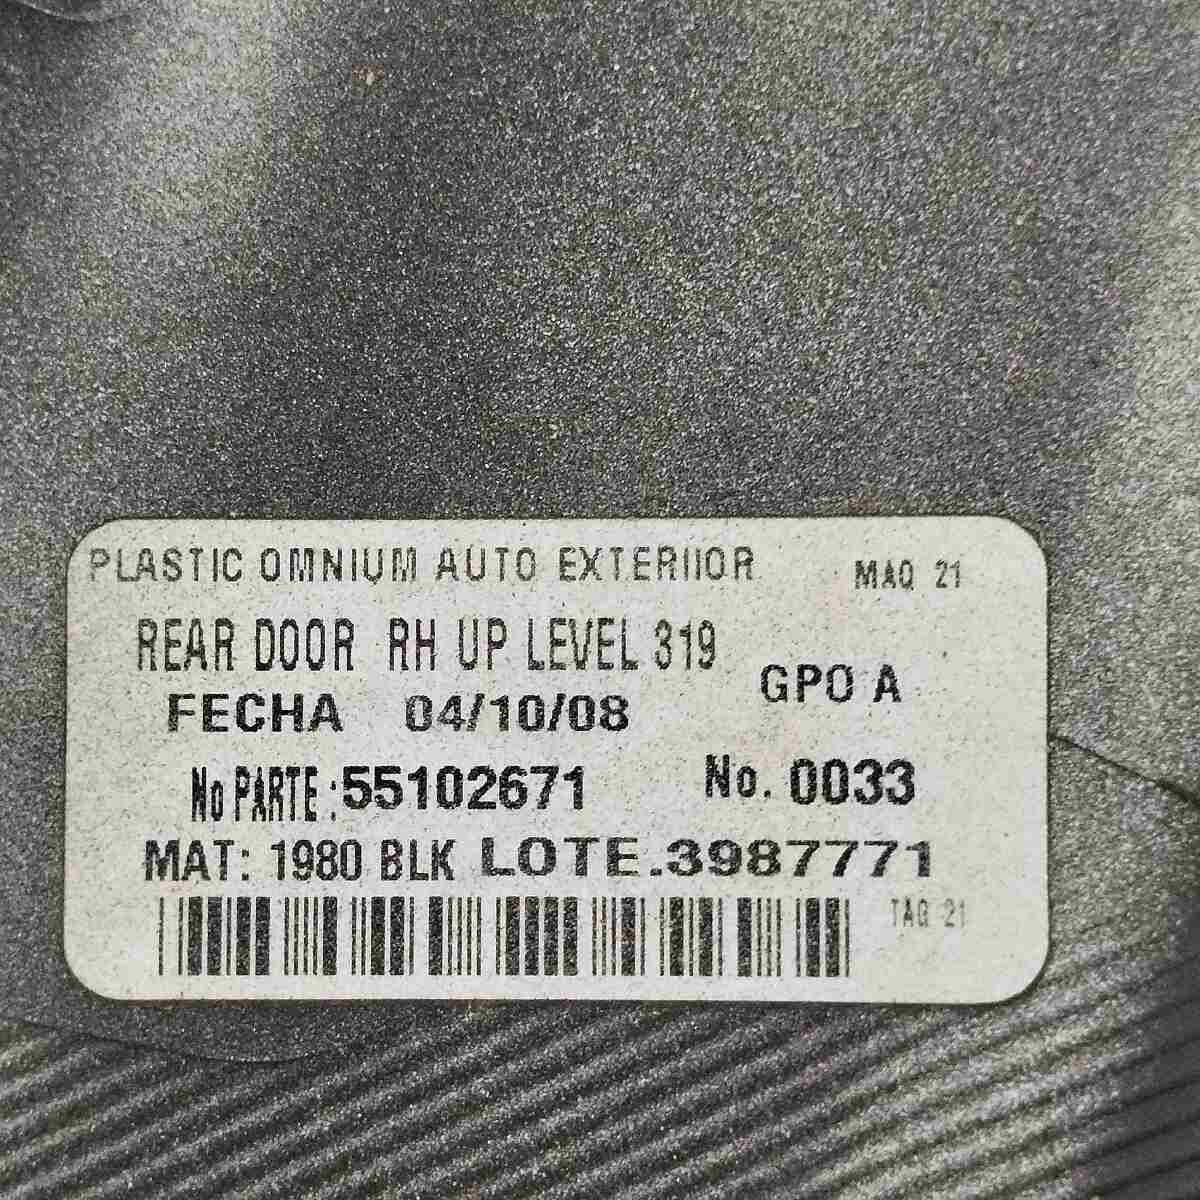 PLASTIC OMNIUM AUTO EXTERIIOR MAQ 21
REAR DOOR RH UP LEVEL 319
GPO A
FECHA 04/10/08
No PARTE :55102671 No. 0033
MAT: 1980 BLK LOTE.3987771
TAG 21